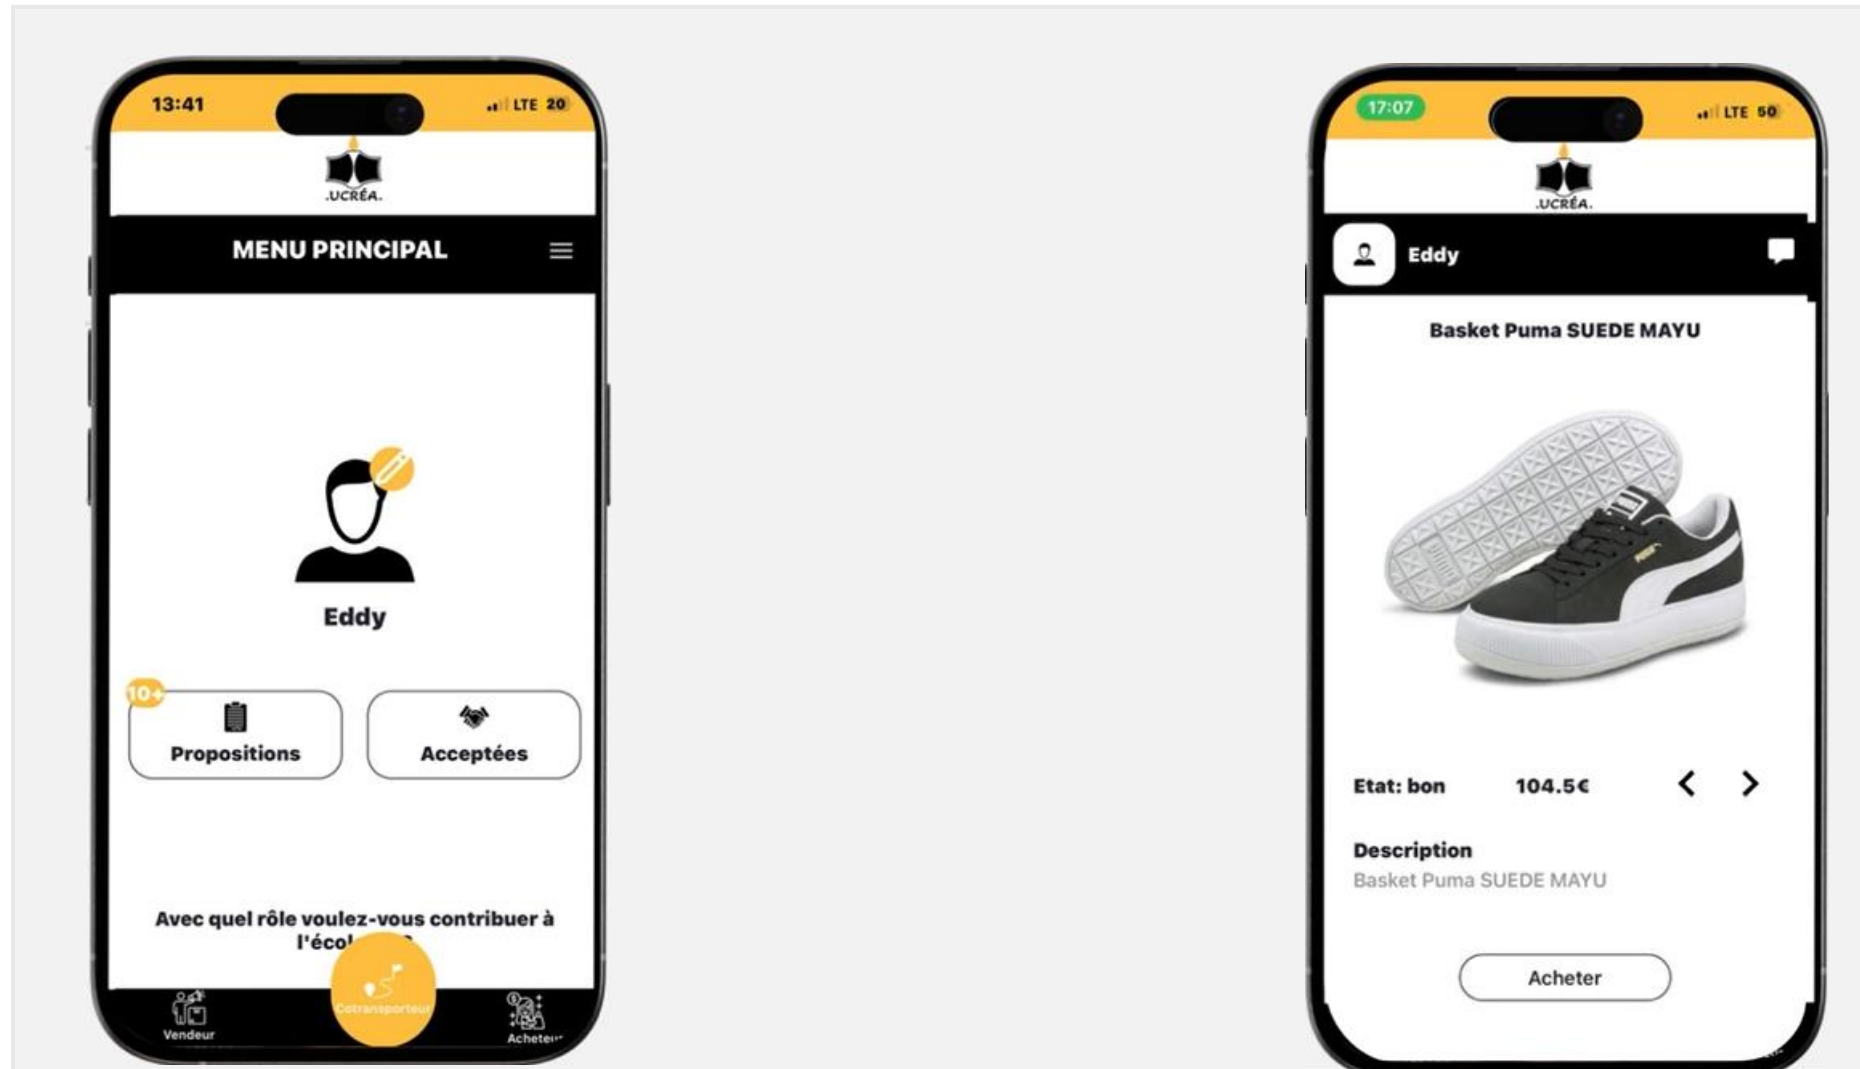 13:41
LTE 20
.UCRÉA.
MENU PRINCIPAL
Eddy
10+
Propositions
Acceptées
Avec quel rôle voulez-vous contribuer à
l'écol
Vendeur
Cotransporteur
Acheteur
17:07
LTE 50
.UCRÉA.
Eddy
Basket Puma SUEDE MAYU
PUMA
Etat: bon
104.5€
Description
Basket Puma SUEDE MAYU
Acheter